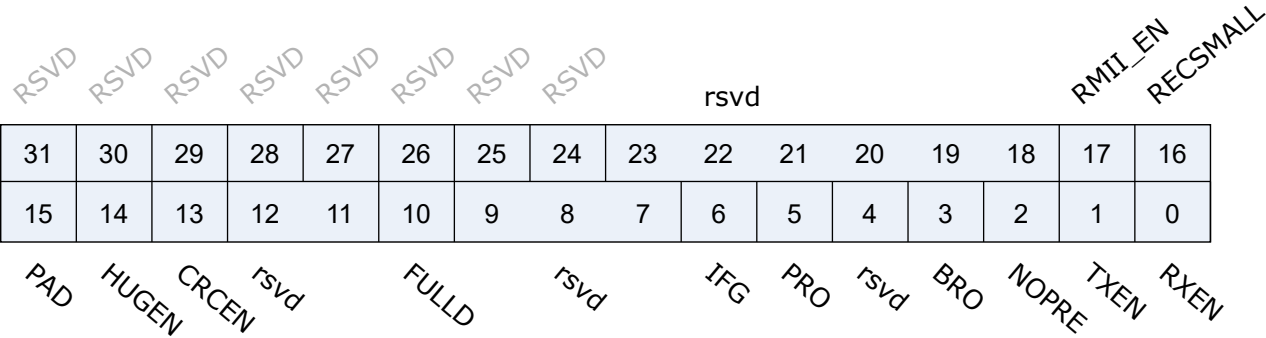 RSVD RSVD RSVD RSVD RSVD RSVD RSVD RSVD rsvd RMII_EN RECSMALL
31 30 29 28 27 26 25 24 23 22 21 20 19 18 17 16
15 14 13 12 11 10 9 8 7 6 5 4 3 2 1 0
PAD HUGEN CRCEN rsvd FULLD rsvd IFG PRO rsvd BRO NOPRE TXEN RXEN